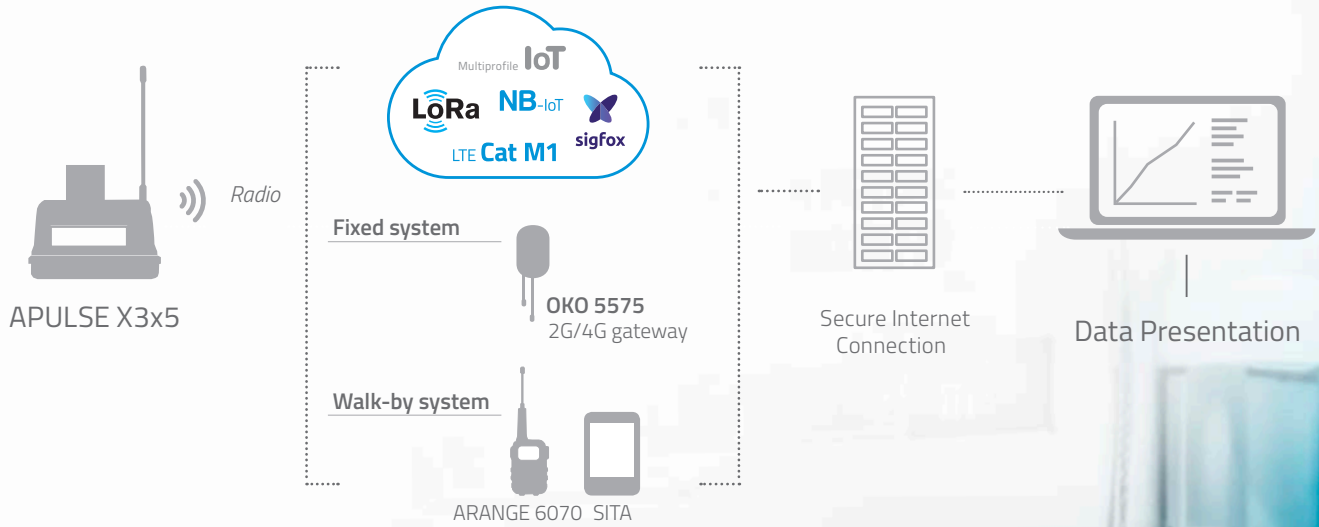 Multiprofile IoT
LoRa
NB-IoT
sigfox
LTE Cat M1
Radio
APULSE X3x5
Fixed system
OKO 5575
2G/4G gateway
Walk-by system
ARANGE 6070
SITA
Secure Internet
Connection
Data Presentation